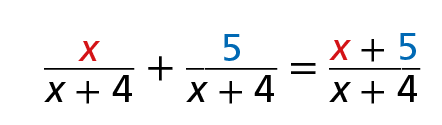 x/(x + 4) + 5/(x + 4) = (x + 5)/(x + 4)